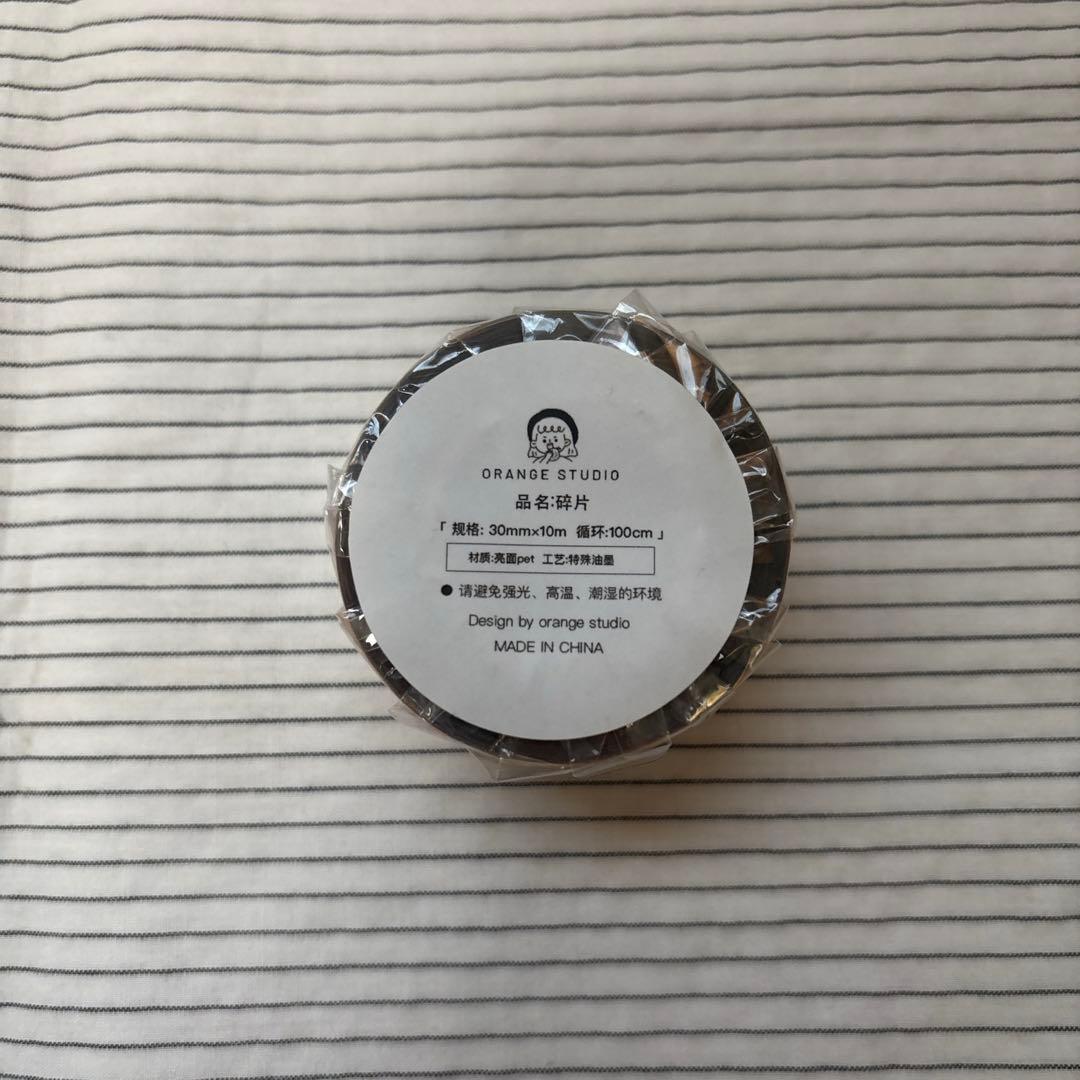 ORANGE STUDIO
品名:碎片
「 规格: 30mm×10m 循环:100cm 」
材质:亮面pet 工艺:特殊油墨
● 请避免强光、高温、潮湿的环境
Design by orange studio
MADE IN CHINA